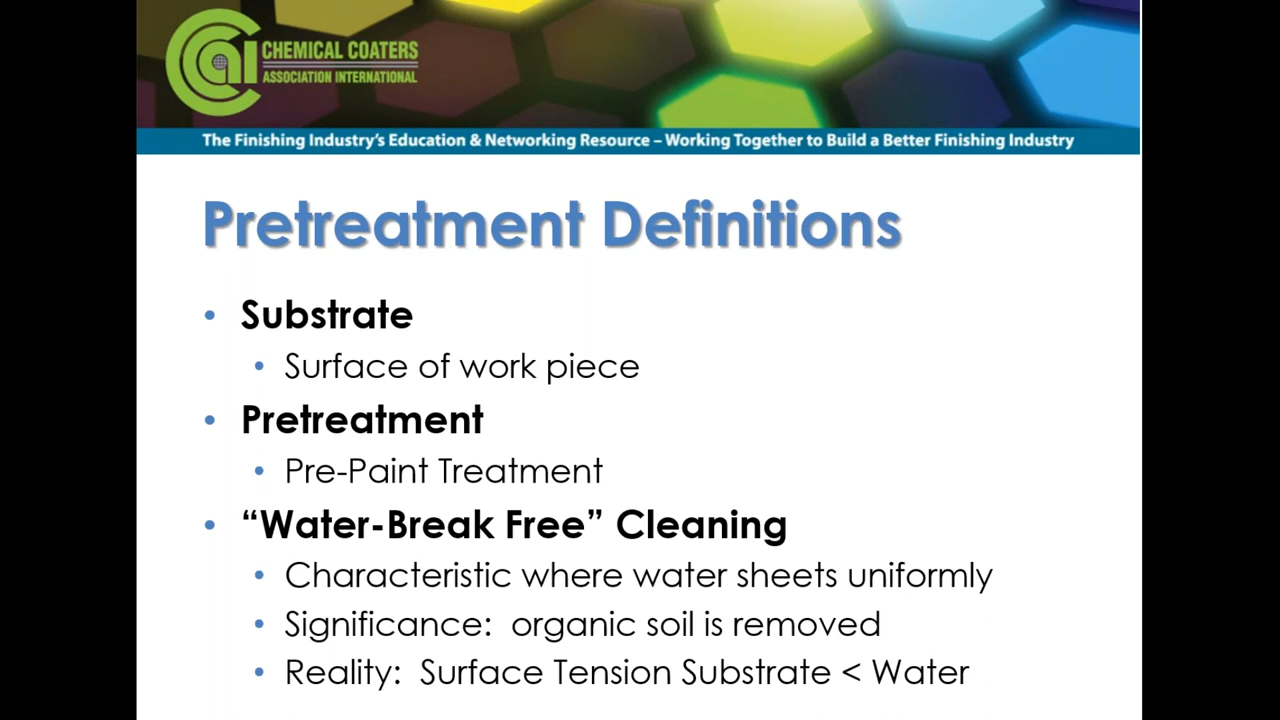 CCAI CHEMICAL COATERS
ASSOCIATION INTERNATIONAL
The Finishing Industry's Education & Networking Resource – Working Together to Build a Better Finishing Industry
Pretreatment Definitions
• Substrate
• Surface of work piece
• Pretreatment
• Pre-Paint Treatment
• “Water-Break Free” Cleaning
• Characteristic where water sheets uniformly
• Significance: organic soil is removed
• Reality: Surface Tension Substrate < Water